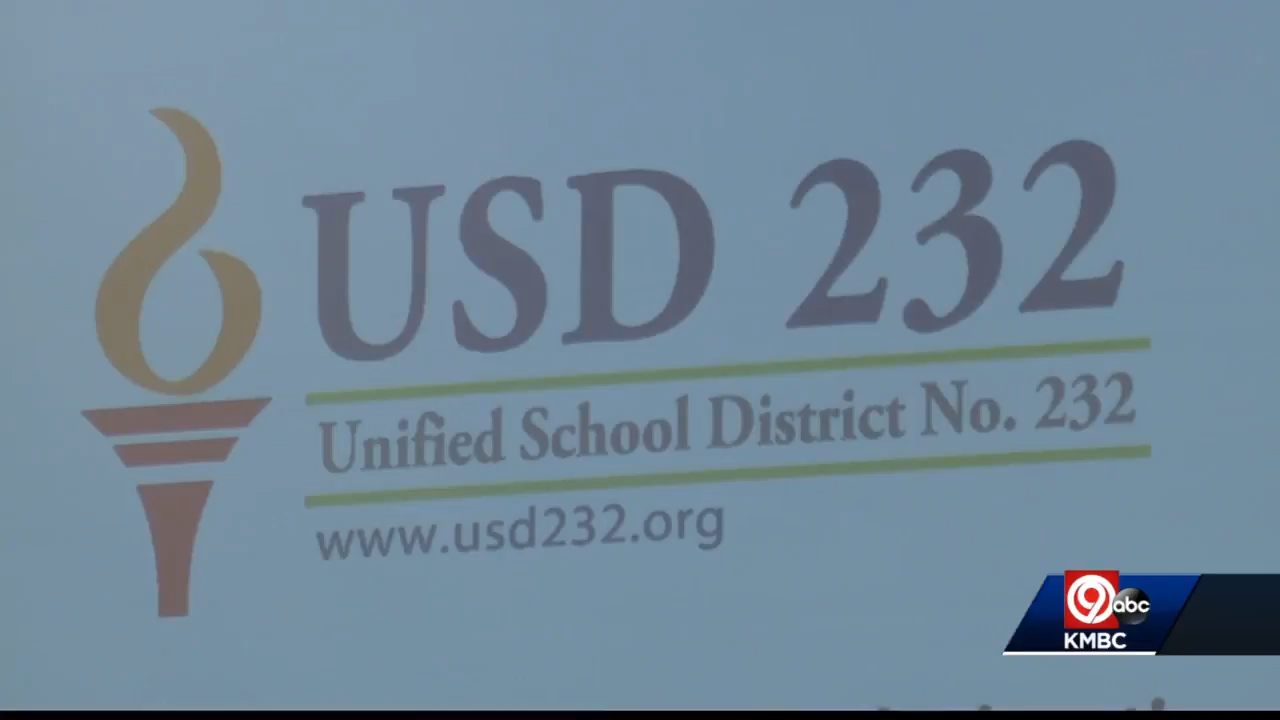 USD 232
Unified School District No. 232
www.usd232.org
9 abc
KMBC